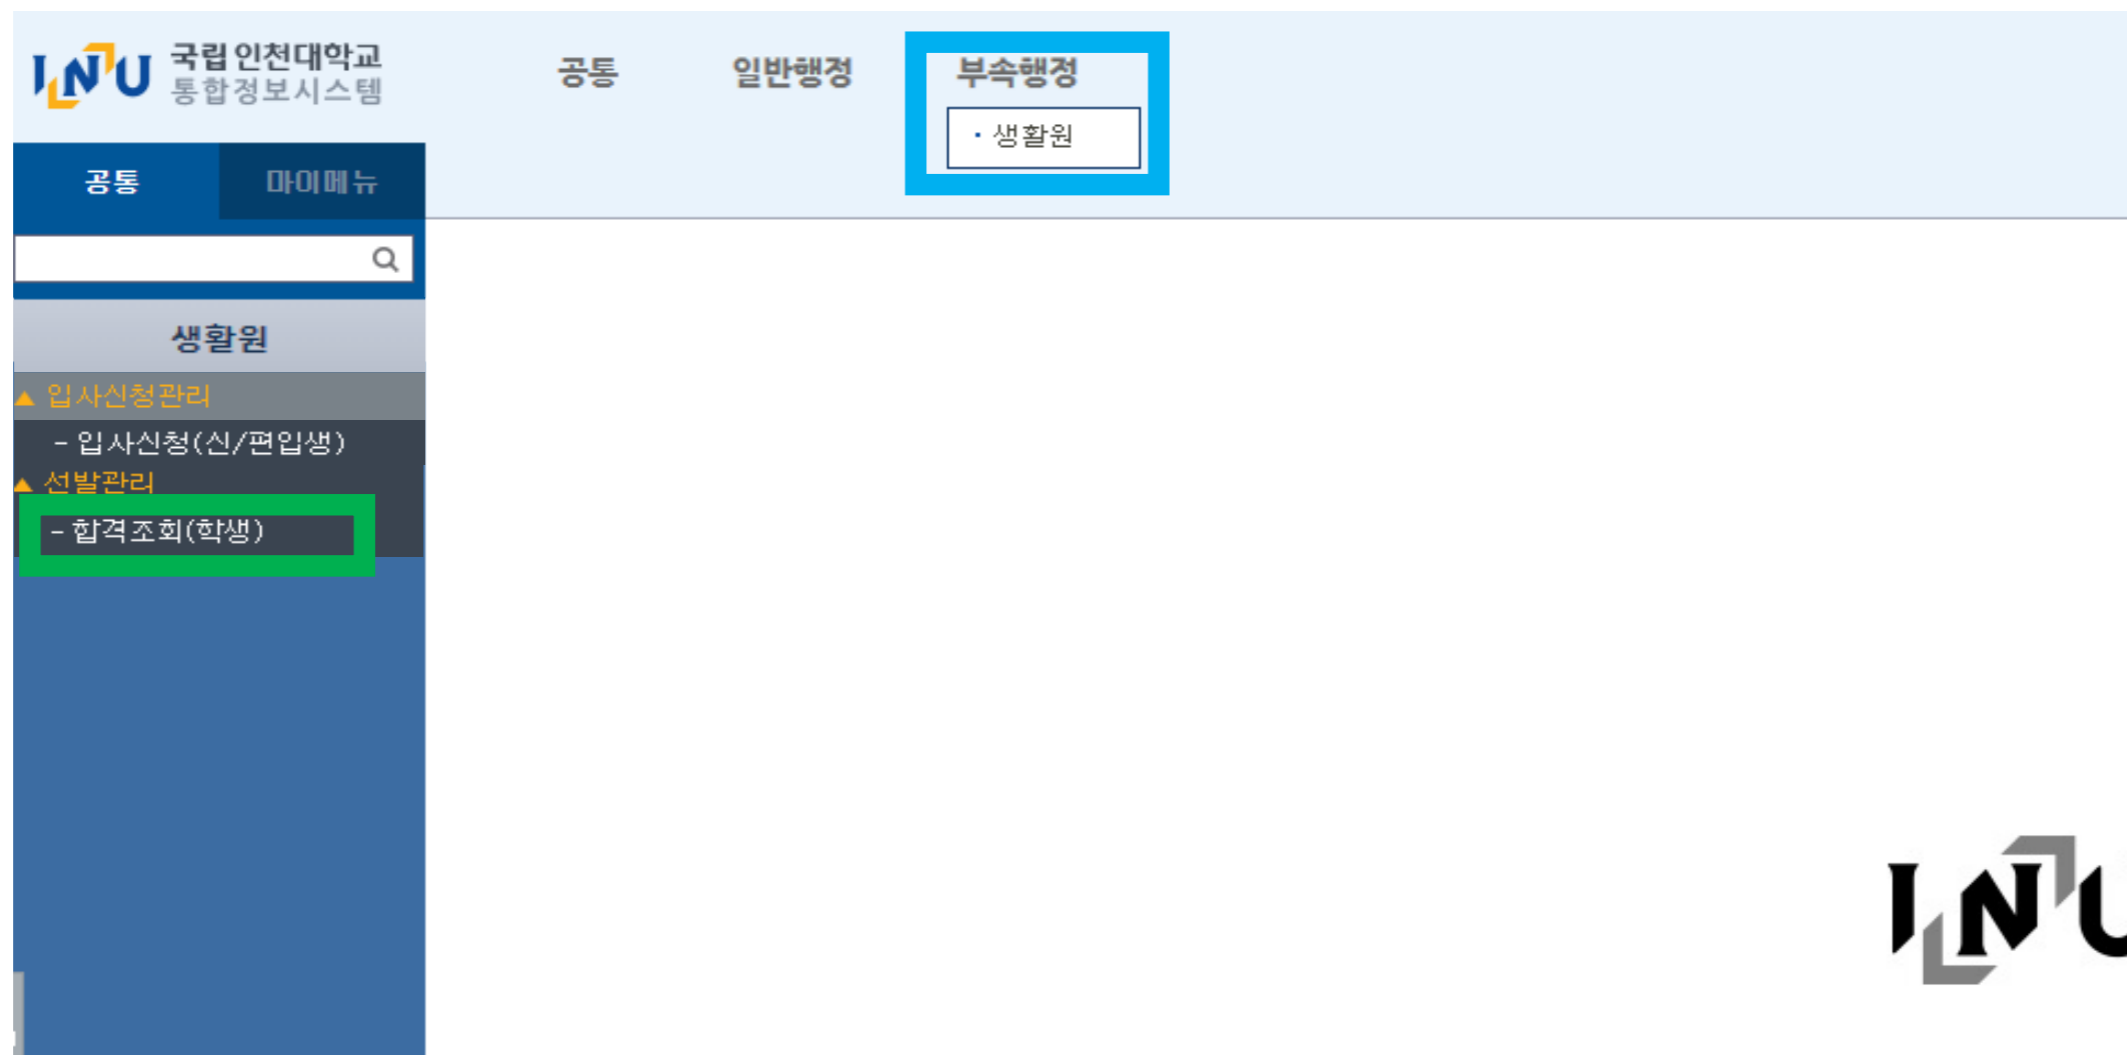 INU 국립인천대학교
통합정보시스템
공통 일반행정 부속행정
· 생활원
공통 마이메뉴
생활원
▲ 입사신청관리
- 입사신청(신/편입생)
▲ 선발관리
- 합격조회(학생)
INU